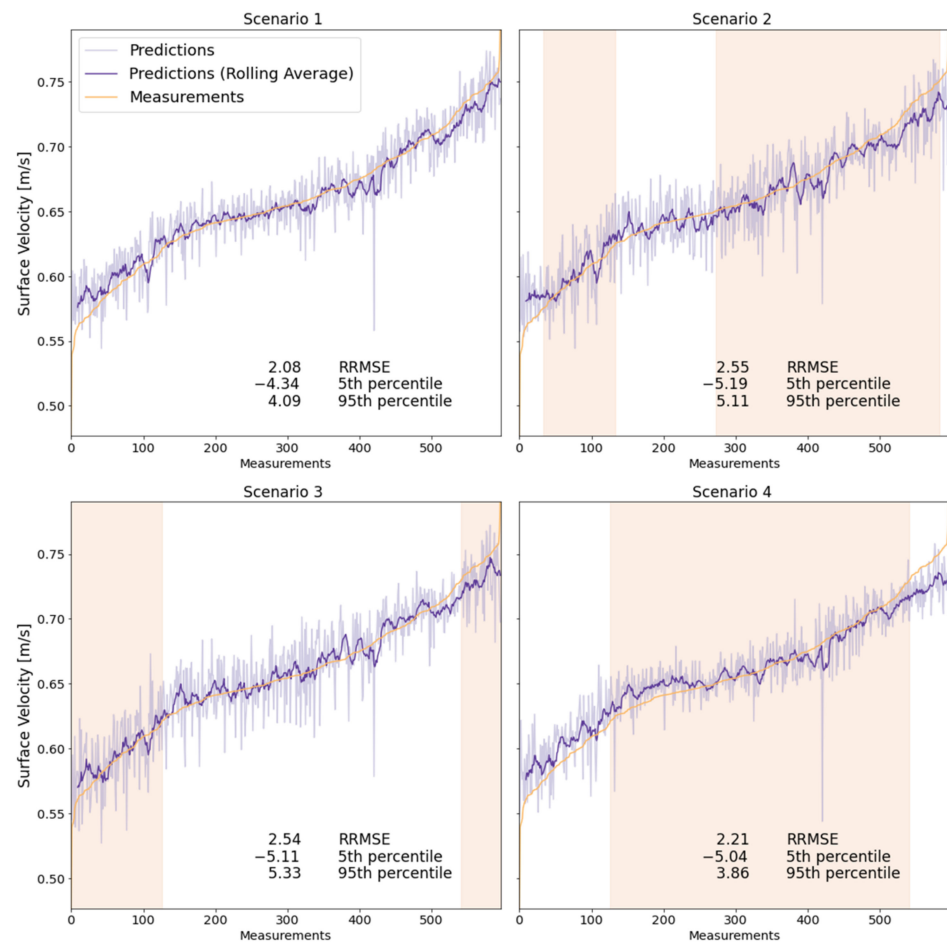 Scenario 1
Scenario 2
Predictions
Predictions (Rolling Average)
Measurements
Surface Velocity [m/s]
0.75
0.70
0.65
0.60
0.55
0.50
2.08 RRMSE
−4.34 5th percentile
4.09 95th percentile
0 100 200 300 400 500
Measurements
2.55 RRMSE
−5.19 5th percentile
5.11 95th percentile
0 100 200 300 400 500
Measurements
Scenario 3
Scenario 4
Surface Velocity [m/s]
0.75
0.70
0.65
0.60
0.55
0.50
2.54 RRMSE
−5.11 5th percentile
5.33 95th percentile
0 100 200 300 400 500
Measurements
2.21 RRMSE
−5.04 5th percentile
3.86 95th percentile
0 100 200 300 400 500
Measurements